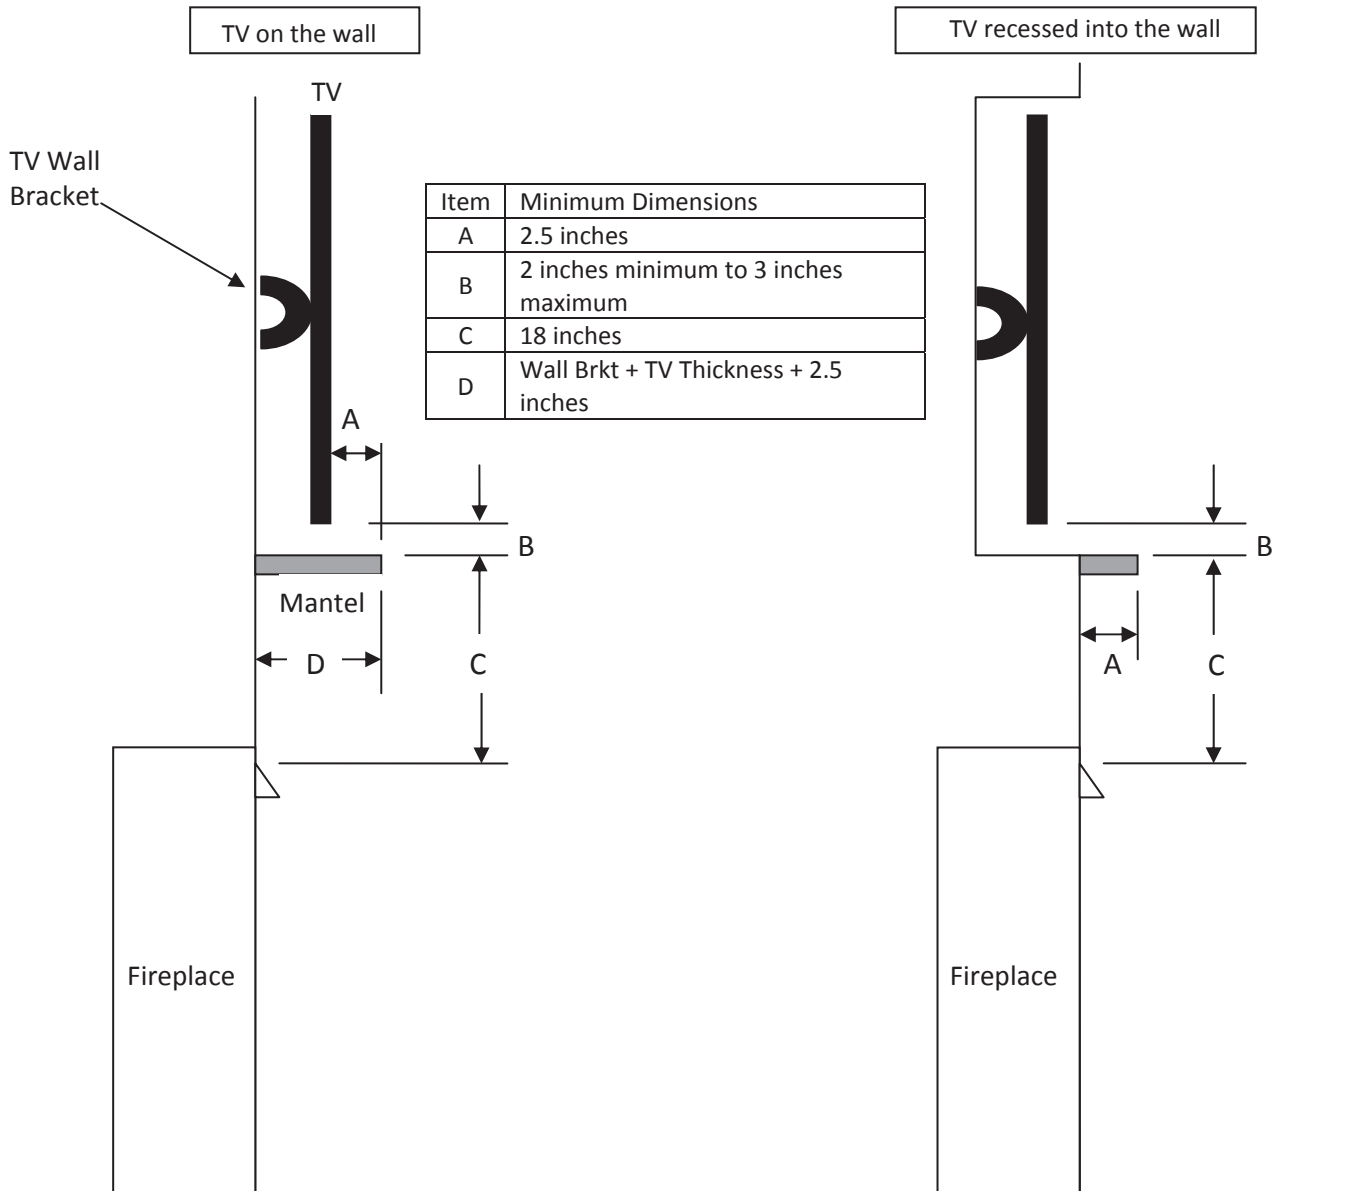 TV on the wall
TV recessed into the wall
TV
TV Wall
Bracket
Item Minimum Dimensions
A 2.5 inches
B 2 inches minimum to 3 inches
maximum
C 18 inches
D Wall Brkt + TV Thickness + 2.5
inches
A
B
B
Mantel
D
C
A
C
Fireplace
Fireplace